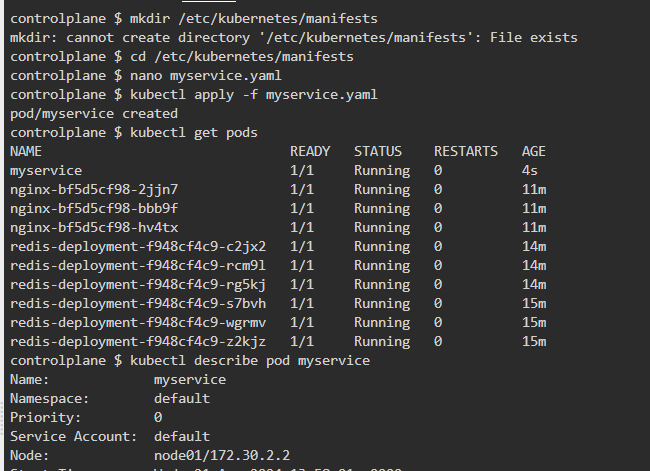 controlplane $ mkdir /etc/kubernetes/manifests
mkdir: cannot create directory '/etc/kubernetes/manifests': File exists
controlplane $ cd /etc/kubernetes/manifests
controlplane $ nano myservice.yaml
controlplane $ kubectl apply -f myservice.yaml
pod/myservice created
controlplane $ kubectl get pods
NAME READY STATUS RESTARTS AGE
myservice 1/1 Running 0 4s
nginx-bf5d5cf98-2jjn7 1/1 Running 0 11m
nginx-bf5d5cf98-bbb9f 1/1 Running 0 11m
nginx-bf5d5cf98-hv4tx 1/1 Running 0 11m
redis-deployment-f948cf4c9-c2jx2 1/1 Running 0 14m
redis-deployment-f948cf4c9-rcm9l 1/1 Running 0 14m
redis-deployment-f948cf4c9-rg5kj 1/1 Running 0 14m
redis-deployment-f948cf4c9-s7bvh 1/1 Running 0 15m
redis-deployment-f948cf4c9-wgrmv 1/1 Running 0 15m
redis-deployment-f948cf4c9-z2kjz 1/1 Running 0 15m
controlplane $ kubectl describe pod myservice
Name: myservice
Namespace: default
Priority: 0
Service Account: default
Node: node01/172.30.2.2